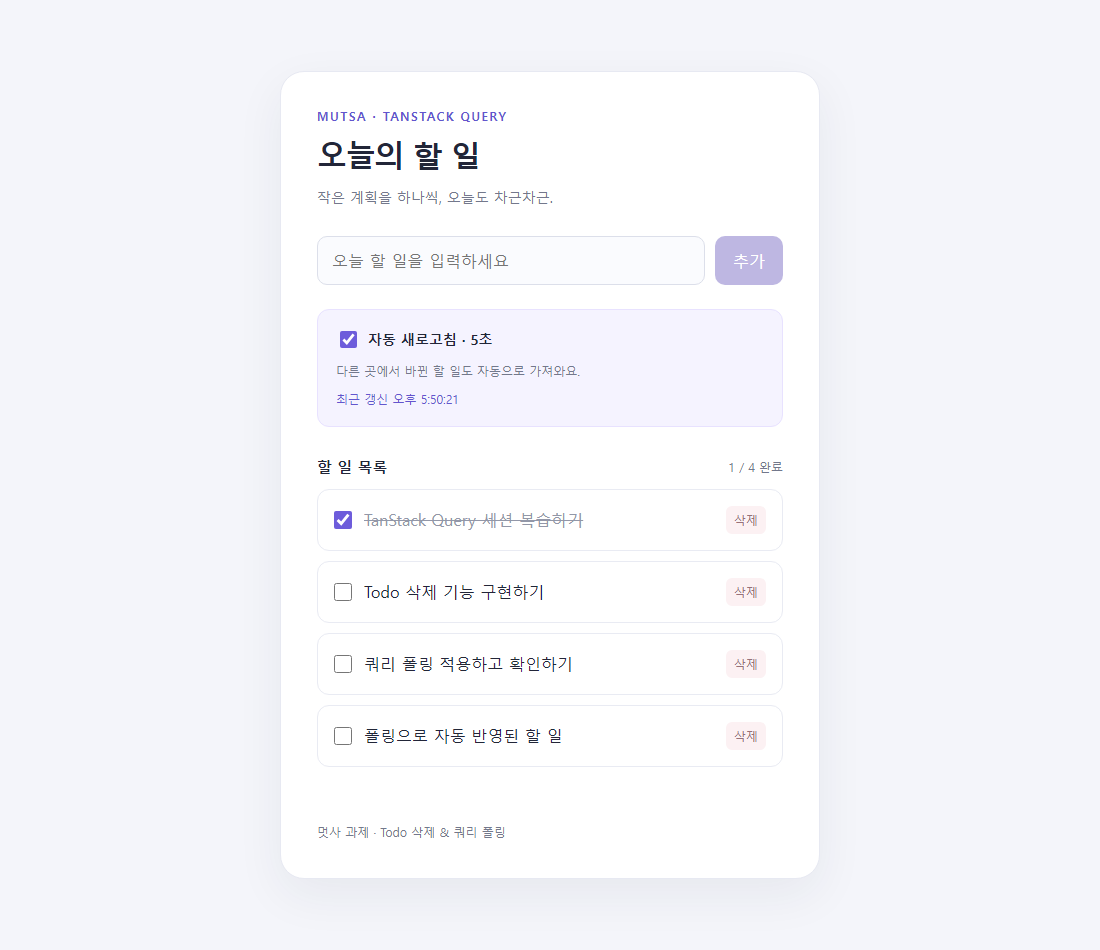 MUTSA · TANSTACK QUERY
오늘의 할 일
작은 계획을 하나씩, 오늘도 차근차근.
오늘 할 일을 입력하세요
추가
자동 새로고침 · 5초
다른 곳에서 바뀐 할 일도 자동으로 가져와요.
최근 갱신 오후 5:50:21
할 일 목록
1 / 4 완료
TanStack Query 세션 복습하기
삭제
Todo 삭제 기능 구현하기
삭제
쿼리 폴링 적용하고 확인하기
삭제
폴링으로 자동 반영된 할 일
삭제
멋사 과제 · Todo 삭제 & 쿼리 폴링